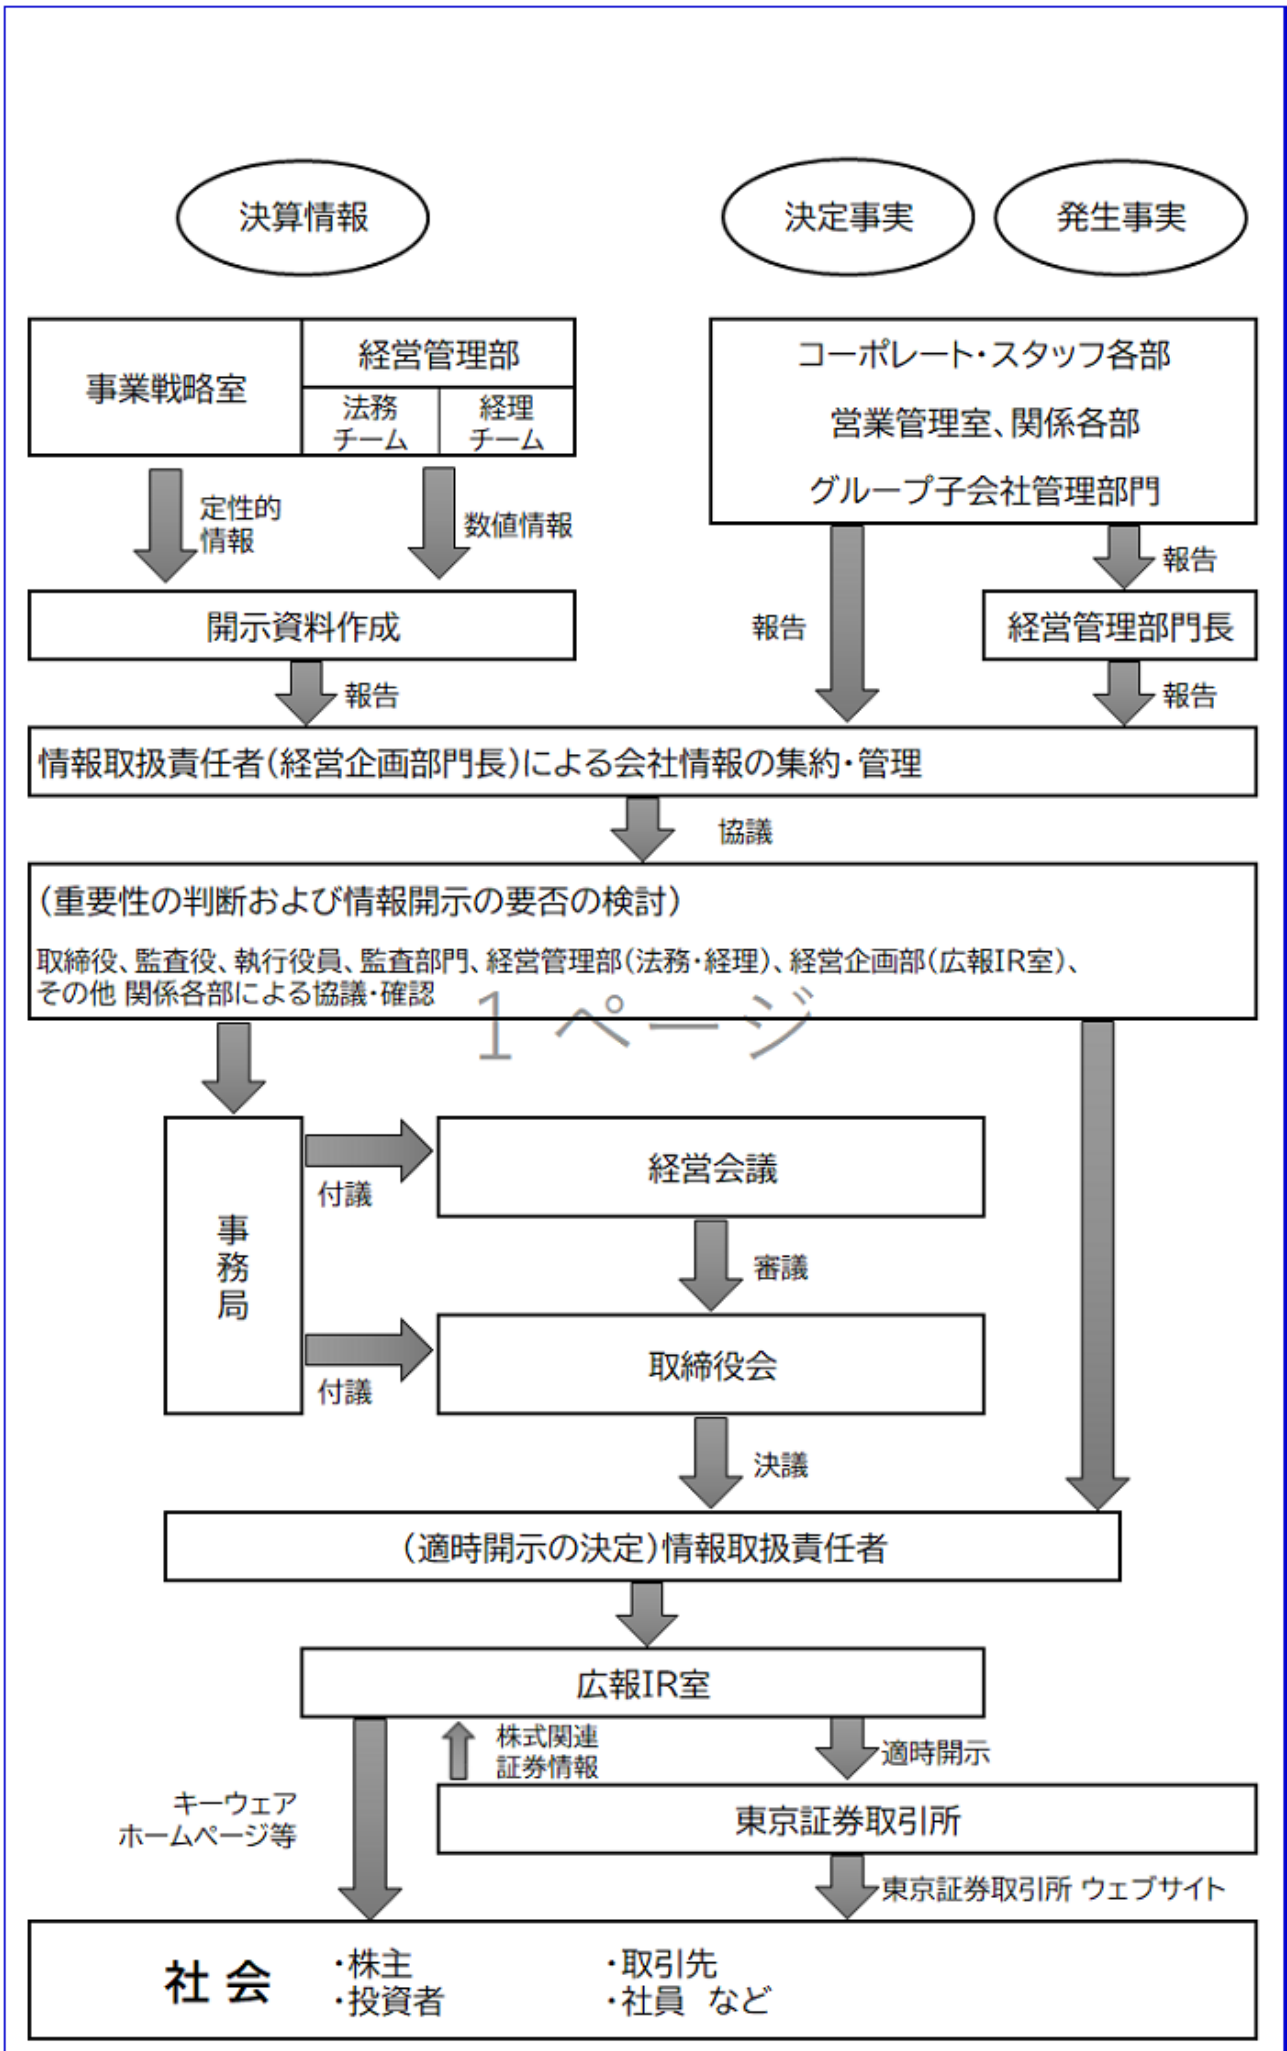 決算情報
決定事実
発生事実
事業戦略室
経営管理部
法務
チーム
経理
チーム
コーポレート・スタッフ各部
営業管理室、関係各部
グループ子会社管理部門
定性的
情報
数値情報
報告
報告
開示資料作成
経営管理部門長
報告
報告
情報取扱責任者(経営企画部門長)による会社情報の集約・管理
協議
(重要性の判断および情報開示の要否の検討)
取締役、監査役、執行役員、監査部門、経営管理部(法務・経理)、経営企画部(広報IR室)、
その他 関係各部による協議・確認
1 ページ
事
務
局
付議
経営会議
審議
付議
取締役会
決議
(適時開示の決定)情報取扱責任者
広報IR室
株式関連
証券情報
適時開示
キーウェア
ホームページ等
東京証券取引所
東京証券取引所 ウェブサイト
社 会
・株主
・投資者
・取引先
・社員 など